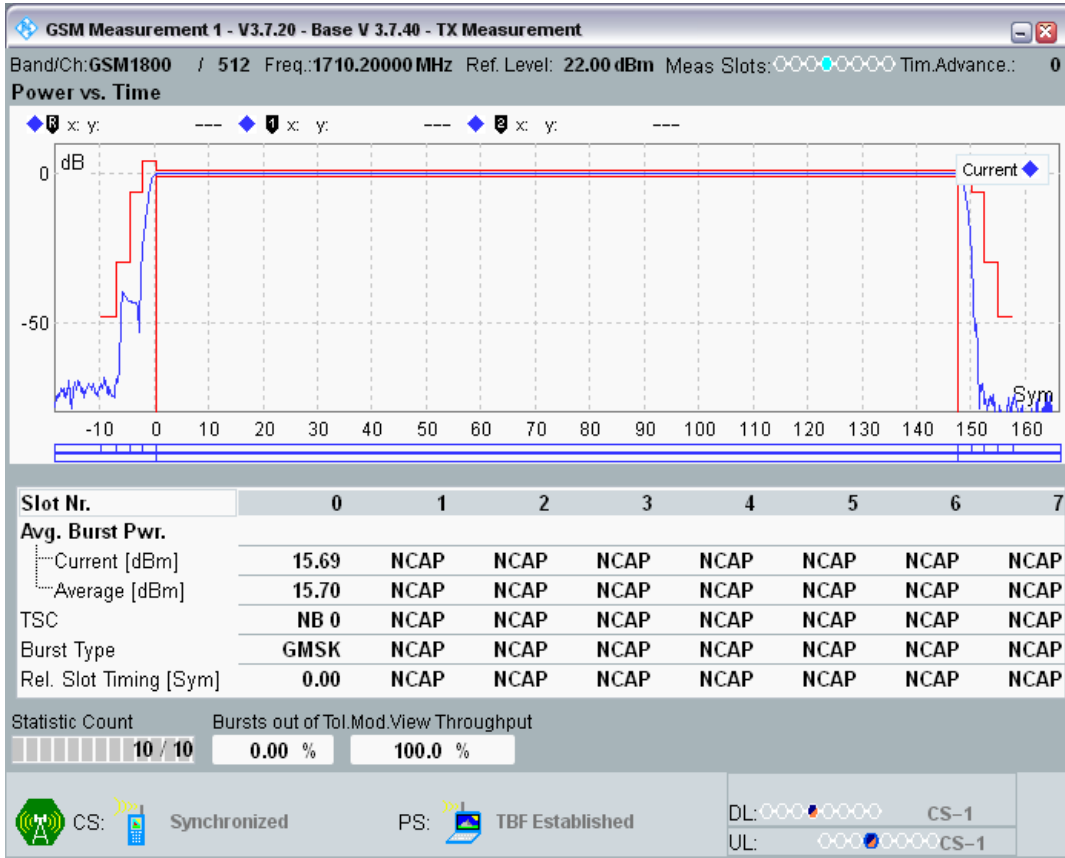 GSM Measurement 1 - V3.7.20 - Base V 3.7.40 - TX Measurement
Band/Ch:GSM1800 / 512 Freq.:1710.20000 MHz Ref. Level: 22.00 dBm Meas Slots: Tim.Advance.: 0
Power vs. Time
R x: y: --- 1 x: y: --- 2 x: y: ---
dB
Current
0
-50
Sym
-10 0 10 20 30 40 50 60 70 80 90 100 110 120 130 140 150 160
Slot Nr. 0 1 2 3 4 5 6 7
Avg. Burst Pwr.
Current [dBm] 15.69 NCAP NCAP NCAP NCAP NCAP NCAP NCAP
Average [dBm] 15.70 NCAP NCAP NCAP NCAP NCAP NCAP NCAP
TSC NB 0 NCAP NCAP NCAP NCAP NCAP NCAP NCAP
Burst Type GMSK NCAP NCAP NCAP NCAP NCAP NCAP NCAP
Rel. Slot Timing [Sym] 0.00 NCAP NCAP NCAP NCAP NCAP NCAP NCAP
Statistic Count Bursts out of Tol. Mod.View Throughput
10 / 10 0.00 % 100.0 %
CS: Synchronized PS: TBF Established DL: CS-1
UL: CS-1